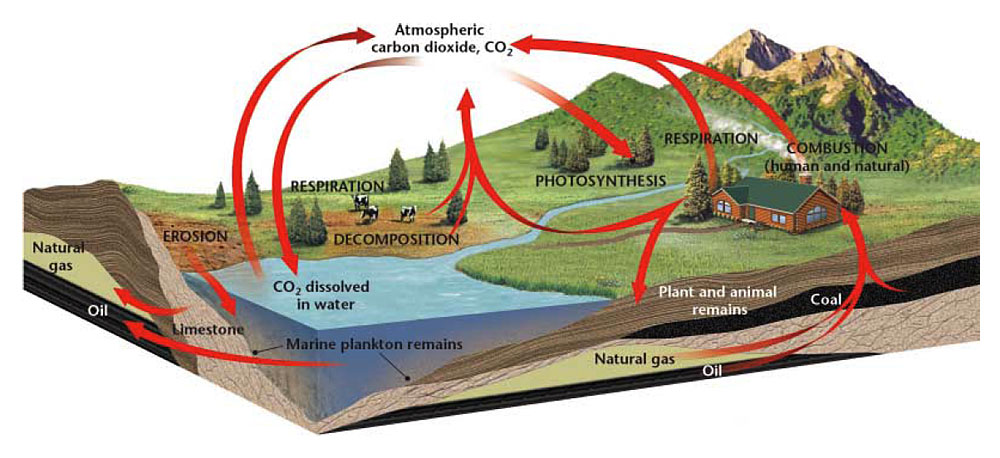 Atmospheric
carbon dioxide, CO₂
RESPIRATION
COMBUSTION
(human and natural)
PHOTOSYNTHESIS
RESPIRATION
EROSION
DECOMPOSITION
Natural
gas
CO₂ dissolved
in water
Oil
Plant and animal
remains
Coal
Limestone
Marine plankton remains
Natural gas
Oil